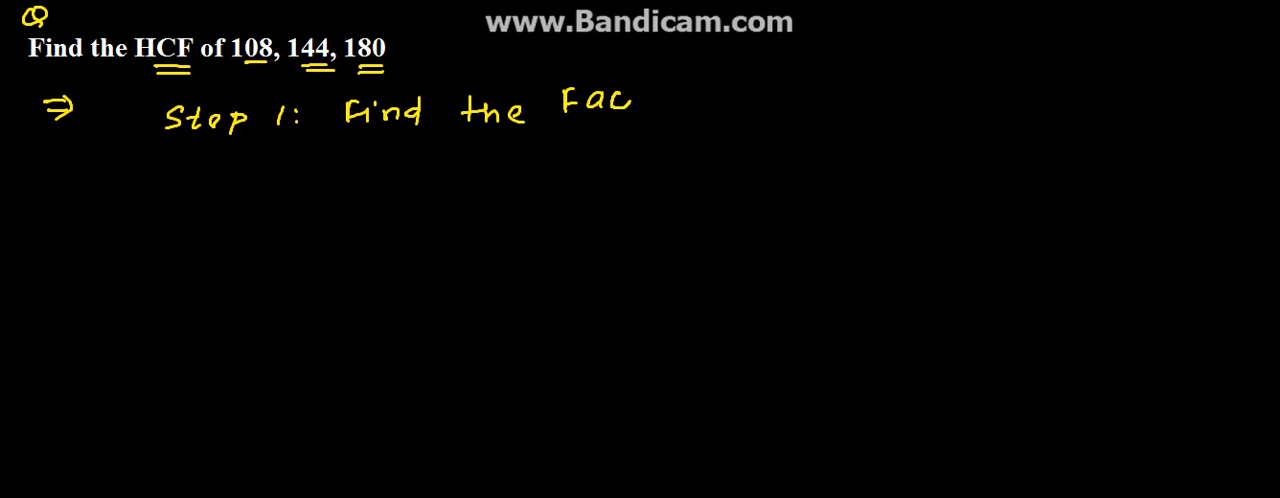 www.Bandicam.com
Q
Find the HCF of 108, 144, 180
⇒ Step 1: Find the Fac